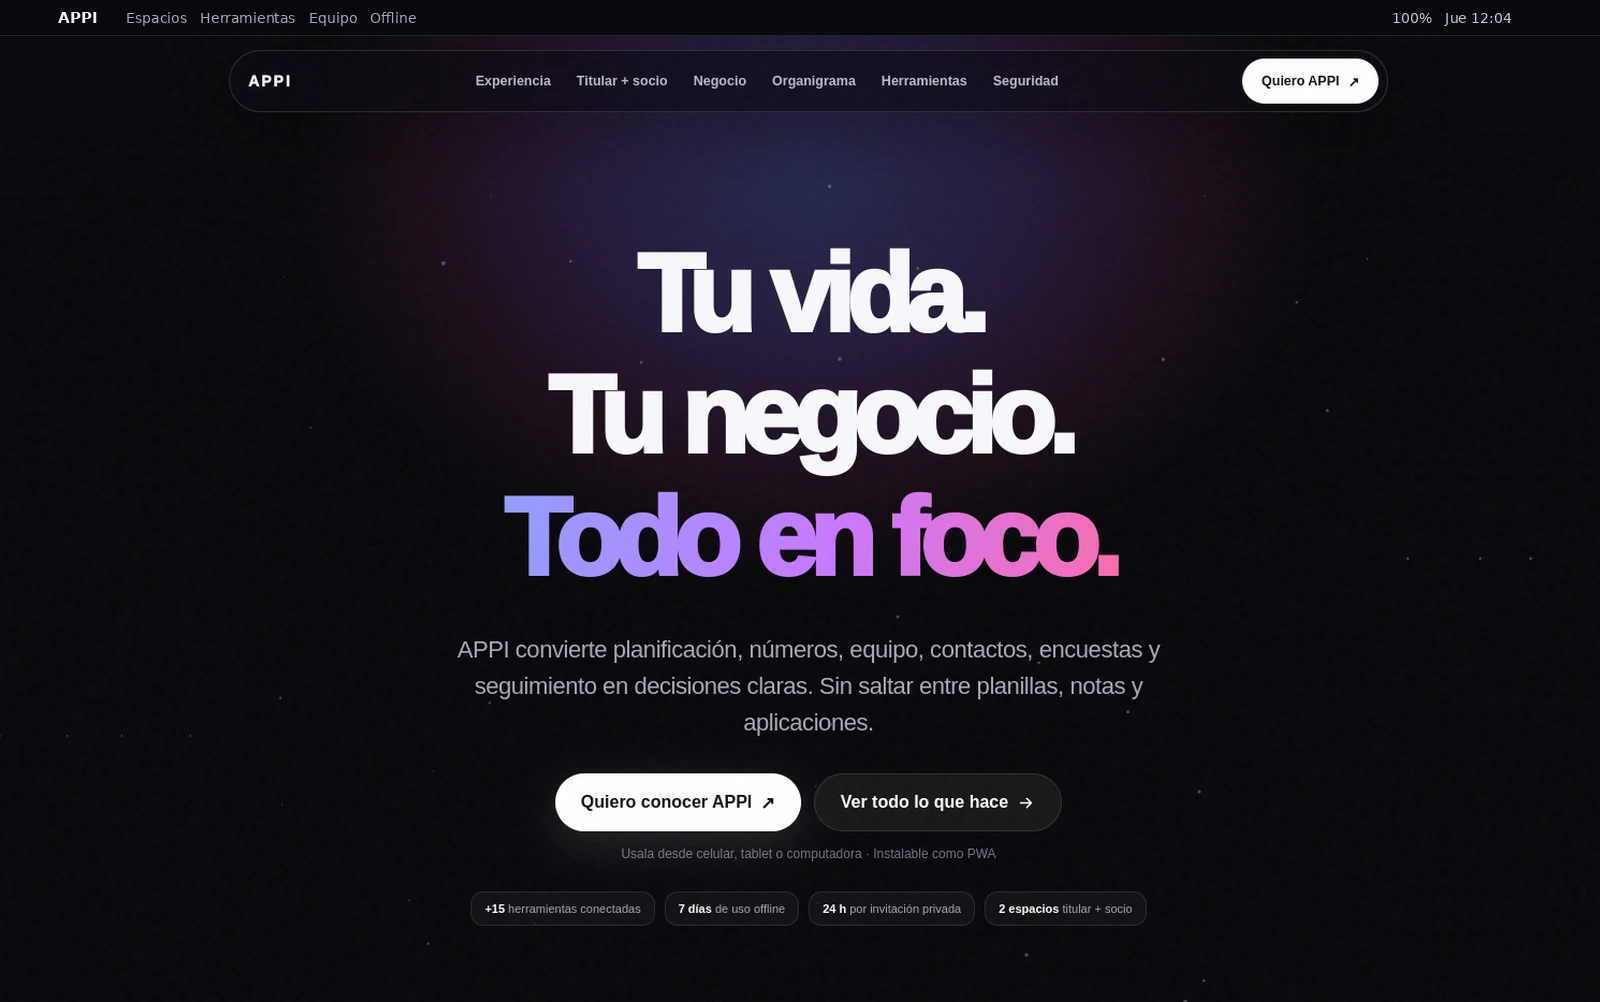 APPI Espacios Herramientas Equipo Offline 100% Jue 12:04
APPI Experiencia Titular + socio Negocio Organigrama Herramientas Seguridad Quiero APPI ↗
Tu vida.
Tu negocio.
Todo en foco.
APPI convierte planificación, números, equipo, contactos, encuestas y
seguimiento en decisiones claras. Sin saltar entre planillas, notas y
aplicaciones.
Quiero conocer APPI ↗ Ver todo lo que hace →
Usala desde celular, tablet o computadora · Instalable como PWA
+15 herramientas conectadas 7 días de uso offline 24 h por invitación privada 2 espacios titular + socio